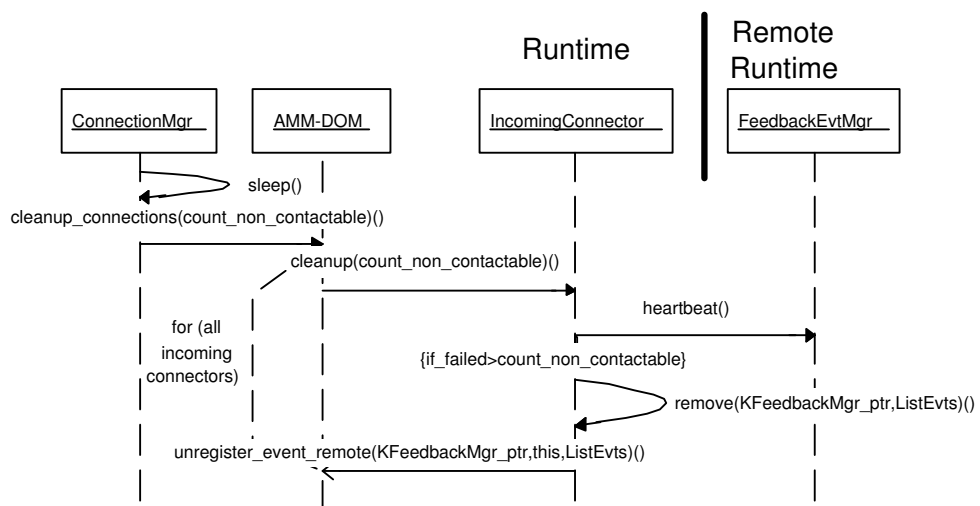 Runtime
Remote
Runtime
ConnectionMgr
AMM-DOM
IncomingConnector
FeedbackEvtMgr
sleep()
cleanup_connections(count_non_contactable)()
cleanup(count_non_contactable)()
heartbeat()
for (all
incoming
connectors)
{if_failed>count_non_contactable}
remove(KFeedbackMgr_ptr,ListEvts)()
unregister_event_remote(KFeedbackMgr_ptr,this,ListEvts)()